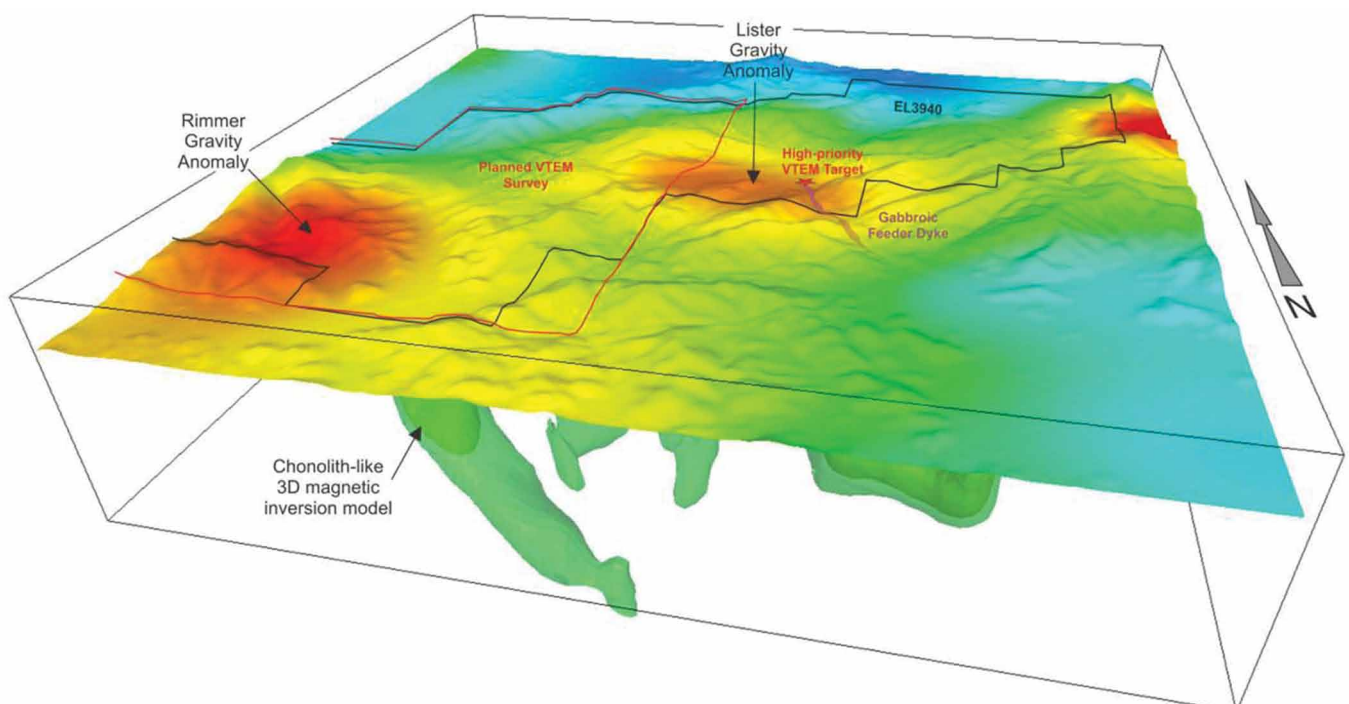 Lister
Gravity
Anomaly
EL3940
Rimmer
Gravity
Anomaly
Planned VTEM
Survey
High-priority
VTEM Target
Gabbroic
Feeder Dyke
N
Chonolith-like
3D magnetic
inversion model